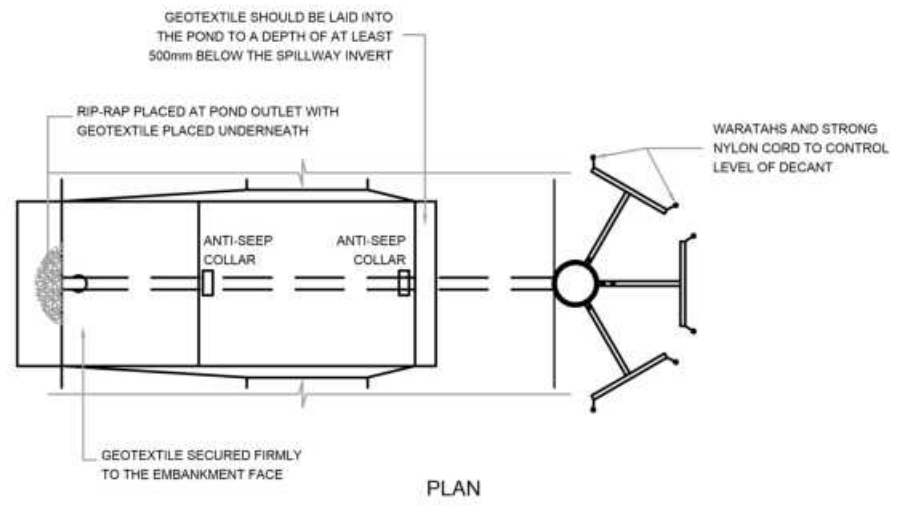 GEOTEXTILE SHOULD BE LAID INTO
THE POND TO A DEPTH OF AT LEAST
500mm BELOW THE SPILLWAY INVERT
RIP-RAP PLACED AT POND OUTLET WITH
GEOTEXTILE PLACED UNDERNEATH
WARATAHS AND STRONG
NYLON CORD TO CONTROL
LEVEL OF DECANT
ANTI-SEEP
COLLAR
ANTI-SEEP
COLLAR
GEOTEXTILE SECURED FIRMLY
TO THE EMBANKMENT FACE
PLAN